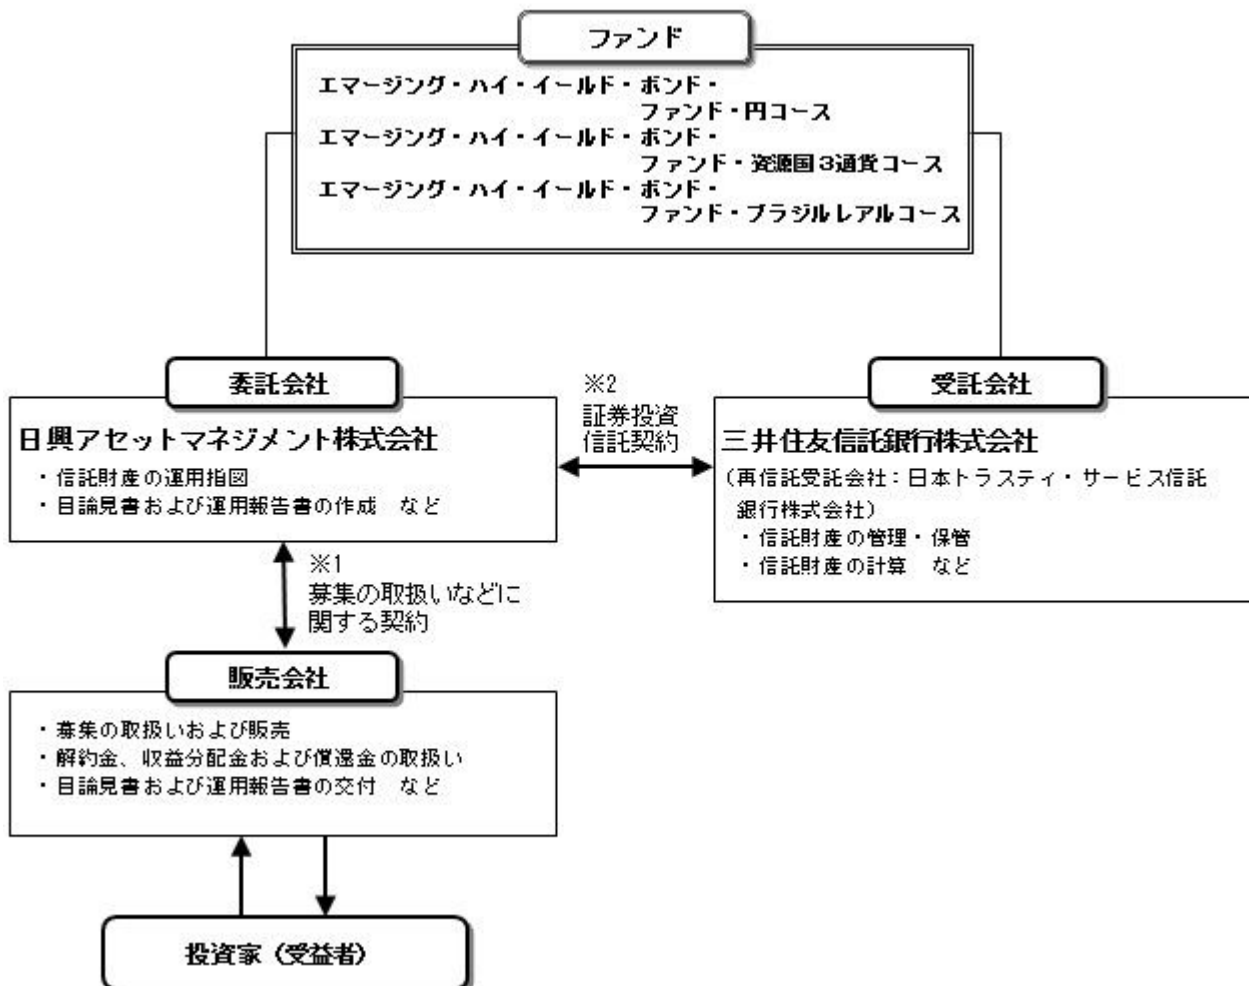 ファンド
エマージング・ハイ・イールド・ボンド・
ファンド・円コース
エマージング・ハイ・イールド・ボンド・
ファンド・資源国3通貨コース
エマージング・ハイ・イールド・ボンド・
ファンド・ブラジルレアルコース
委託会社
日興アセットマネジメント株式会社
・信託財産の運用指図
・目論見書および運用報告書の作成 など
※2
証券投資
信託契約
受託会社
三井住友信託銀行株式会社
（再信託受託会社：日本トラスティ・サービス信託
銀行株式会社）
・信託財産の管理・保管
・信託財産の計算 など
※1
募集の取扱いなどに
関する契約
販売会社
・募集の取扱いおよび販売
・解約金、収益分配金および償還金の取扱い
・目論見書および運用報告書の交付 など
投資家（受益者）